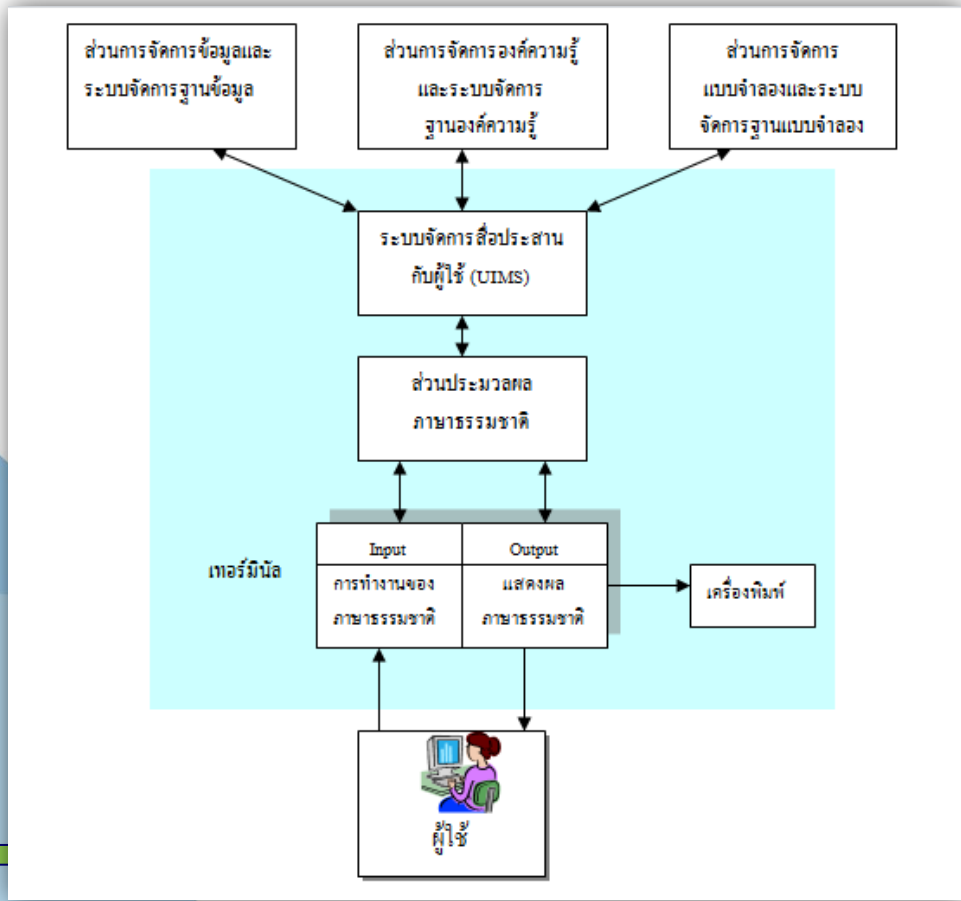 ส่วนการจัดการข้อมูลและ
ระบบจัดการฐานข้อมูล
ส่วนการจัดการองค์ความรู้
และระบบจัดการ
ฐานองค์ความรู้
ส่วนการจัดการ
แบบจำลองและระบบ
จัดการฐานแบบจำลอง
ระบบจัดการสื่อประสาน
กับผู้ใช้ (UIMS)
ส่วนประมวลผล
ภาษาธรรมชาติ
เทอร์มินัล
Input
การทำงานของ
ภาษาธรรมชาติ
Output
แสดงผล
ภาษาธรรมชาติ
เครื่องพิมพ์
ผู้ใช้